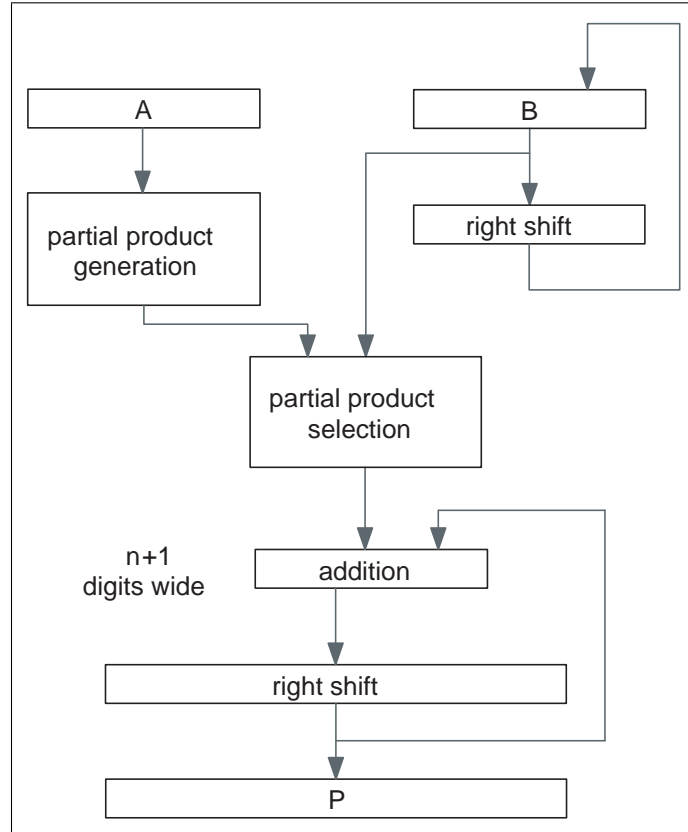 A
B
partial product
generation
right shift
partial product
selection
n+1
digits wide
addition
right shift
P